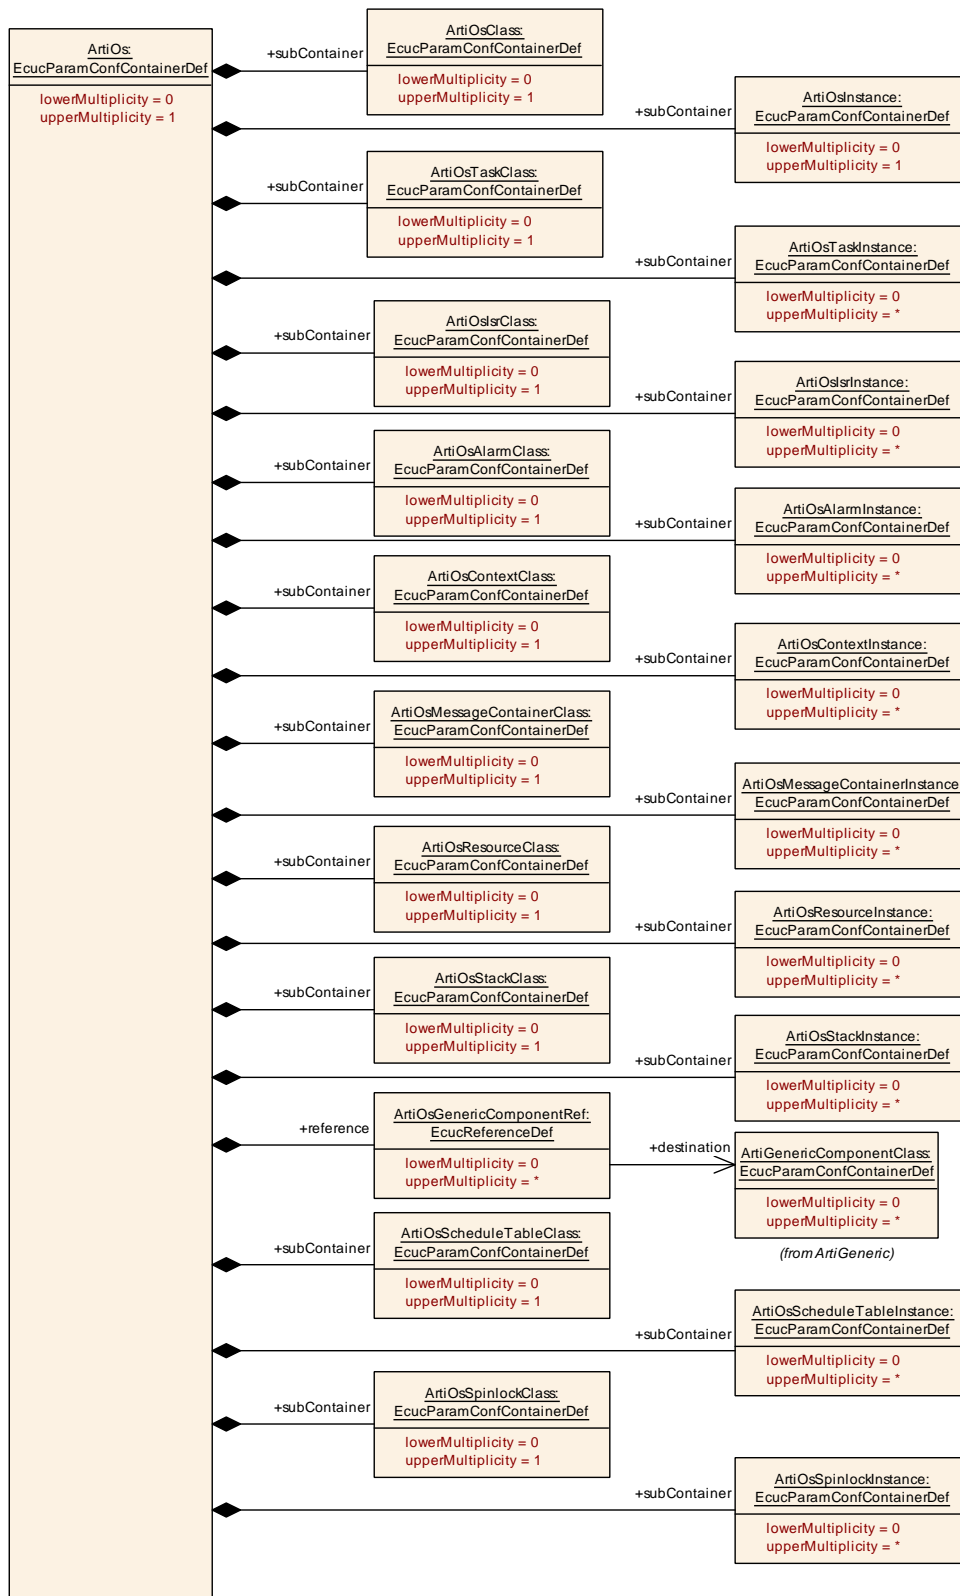 ArtiOs:
EcucParamConfContainerDef
lowerMultiplicity = 0
upperMultiplicity = 1
+subContainer
ArtiOsClass:
EcucParamConfContainerDef
lowerMultiplicity = 0
upperMultiplicity = 1
+subContainer
ArtiOsInstance:
EcucParamConfContainerDef
lowerMultiplicity = 0
upperMultiplicity = 1
+subContainer
ArtiOsTaskClass:
EcucParamConfContainerDef
lowerMultiplicity = 0
upperMultiplicity = 1
+subContainer
ArtiOsTaskInstance:
EcucParamConfContainerDef
lowerMultiplicity = 0
upperMultiplicity = *
+subContainer
ArtiOsIsrClass:
EcucParamConfContainerDef
lowerMultiplicity = 0
upperMultiplicity = 1
+subContainer
ArtiOsIsrInstance:
EcucParamConfContainerDef
lowerMultiplicity = 0
upperMultiplicity = *
+subContainer
ArtiOsAlarmClass:
EcucParamConfContainerDef
lowerMultiplicity = 0
upperMultiplicity = 1
+subContainer
ArtiOsAlarmInstance:
EcucParamConfContainerDef
lowerMultiplicity = 0
upperMultiplicity = *
+subContainer
ArtiOsContextClass:
EcucParamConfContainerDef
lowerMultiplicity = 0
upperMultiplicity = 1
+subContainer
ArtiOsContextInstance:
EcucParamConfContainerDef
lowerMultiplicity = 0
upperMultiplicity = *
+subContainer
ArtiOsMessageContainerClass:
EcucParamConfContainerDef
lowerMultiplicity = 0
upperMultiplicity = 1
+subContainer
ArtiOsMessageContainerInstance
EcucParamConfContainerDef
lowerMultiplicity = 0
upperMultiplicity = *
+subContainer
ArtiOsResourceClass:
EcucParamConfContainerDef
lowerMultiplicity = 0
upperMultiplicity = 1
+subContainer
ArtiOsResourceInstance:
EcucParamConfContainerDef
lowerMultiplicity = 0
upperMultiplicity = *
+subContainer
ArtiOsStackClass:
EcucParamConfContainerDef
lowerMultiplicity = 0
upperMultiplicity = 1
+subContainer
ArtiOsStackInstance:
EcucParamConfContainerDef
lowerMultiplicity = 0
upperMultiplicity = *
+reference
ArtiOsGenericComponentRef:
EcucReferenceDef
lowerMultiplicity = 0
upperMultiplicity = *
+destination
ArtiGenericComponentClass:
EcucParamConfContainerDef
lowerMultiplicity = 0
upperMultiplicity = *
(from ArtiGeneric)
+subContainer
ArtiOsScheduleTableClass:
EcucParamConfContainerDef
lowerMultiplicity = 0
upperMultiplicity = 1
+subContainer
ArtiOsScheduleTableInstance:
EcucParamConfContainerDef
lowerMultiplicity = 0
upperMultiplicity = *
+subContainer
ArtiOsSpinlockClass:
EcucParamConfContainerDef
lowerMultiplicity = 0
upperMultiplicity = 1
+subContainer
ArtiOsSpinlockInstance:
EcucParamConfContainerDef
lowerMultiplicity = 0
upperMultiplicity = *